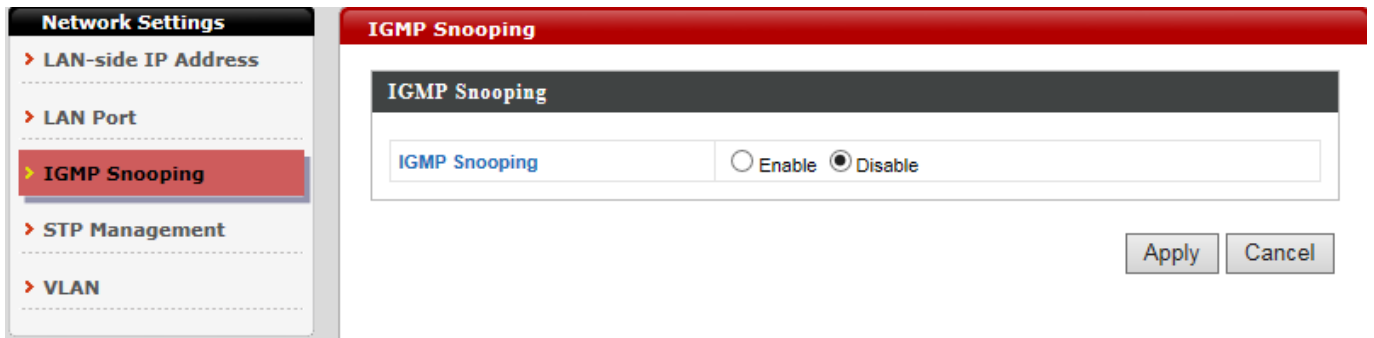 Network Settings
LAN-side IP Address
LAN Port
IGMP Snooping
STP Management
VLAN
IGMP Snooping
IGMP Snooping
IGMP Snooping Enable Disable
Apply Cancel